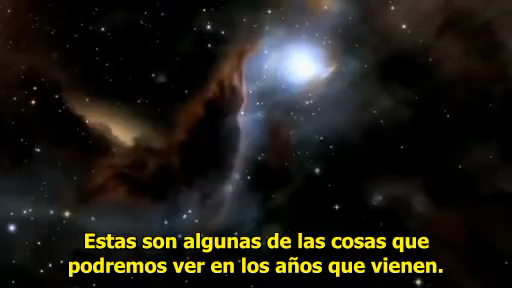 Estas son algunas de las cosas que
podremos ver en los años que vienen.